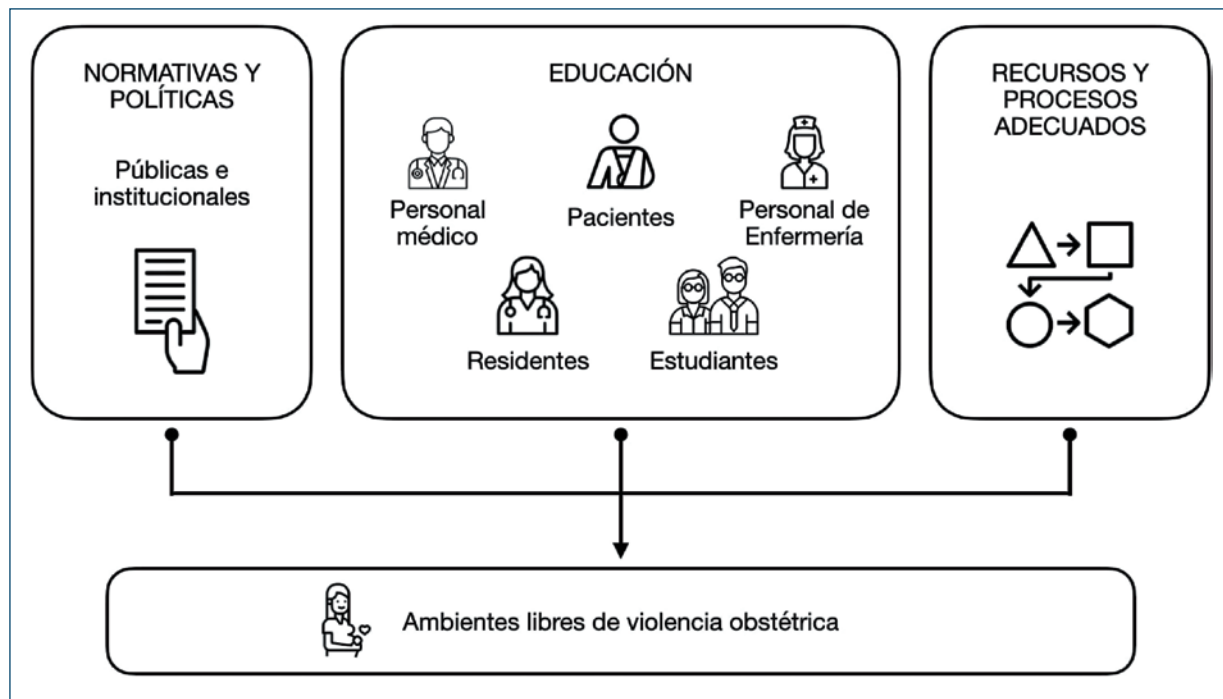 NORMATIVAS Y
POLÍTICAS
Públicas e
institucionales
EDUCACIÓN
Personal
médico
Pacientes
Personal de
Enfermería
Residentes
Estudiantes
RECURSOS Y
PROCESOS
ADECUADOS
Ambientes libres de violencia obstétrica